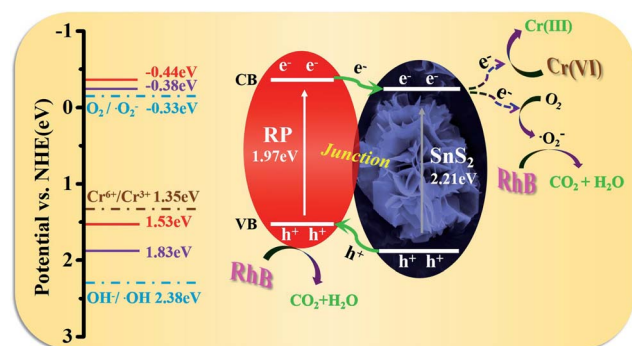 Potential vs. NHE(eV)
-1
0
1
2
3
-0.44eV
-0.38eV
O₂ / ·O₂⁻ -0.33eV
Cr⁶⁺/Cr³⁺ 1.35eV
1.53eV
1.83eV
OH⁻/ ·OH 2.38eV
CB
e⁻ e⁻
e⁻
e⁻ e⁻
RP
1.97eV
Junction
SnS₂
2.21eV
VB
h⁺ h⁺
h⁺
h⁺ h⁺
RhB
CO₂+H₂O
Cr(III)
e⁻
Cr(VI)
e⁻
O₂
·O₂⁻
RhB
CO₂ + H₂O